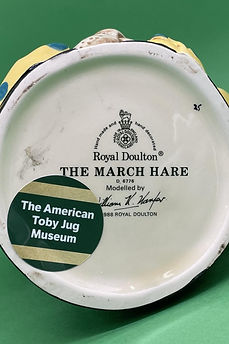 Hand made and hand decorated
Royal Doulton®
THE MARCH HARE
D 6776
Modelled by
William K Harper
1988 ROYAL DOULTON
25
The American
Toby Jug
Museum